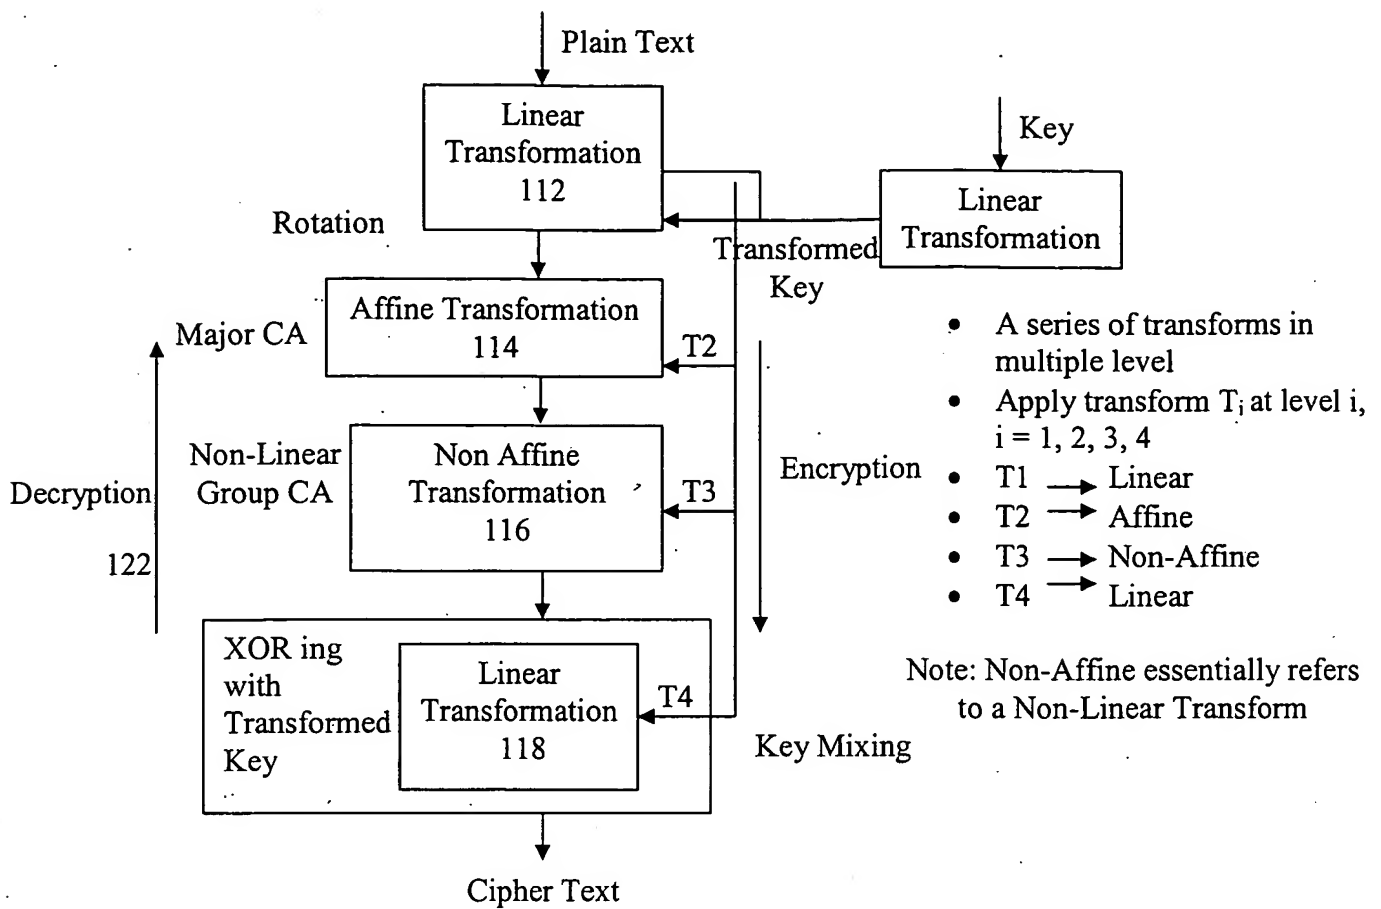 Plain Text
Linear
Transformation
112
Key
Linear
Transformation
Rotation
Transformed
Key
Affine Transformation
114
Major CA
T2
Non-Linear
Group CA
Non Affine
Transformation
116
T3
Decryption
122
Encryption
XOR ing
with
Transformed
Key
Linear
Transformation
118
T4
Key Mixing
Cipher Text
• A series of transforms in
multiple level
• Apply transform Ti at level i,
i = 1, 2, 3, 4
• T1 → Linear
• T2 → Affine
• T3 → Non-Affine
• T4 → Linear
Note: Non-Affine essentially refers
to a Non-Linear Transform